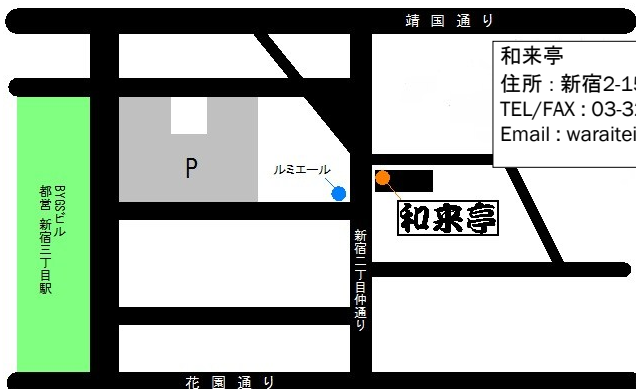 靖国通り
和来亭
住所：新宿2-15
TEL/FAX : 03-3
Email : waraitei
P
ルミエール
和来亭
BYGSビル
都営 新宿三丁目駅
新宿二丁目仲通り
花園通り